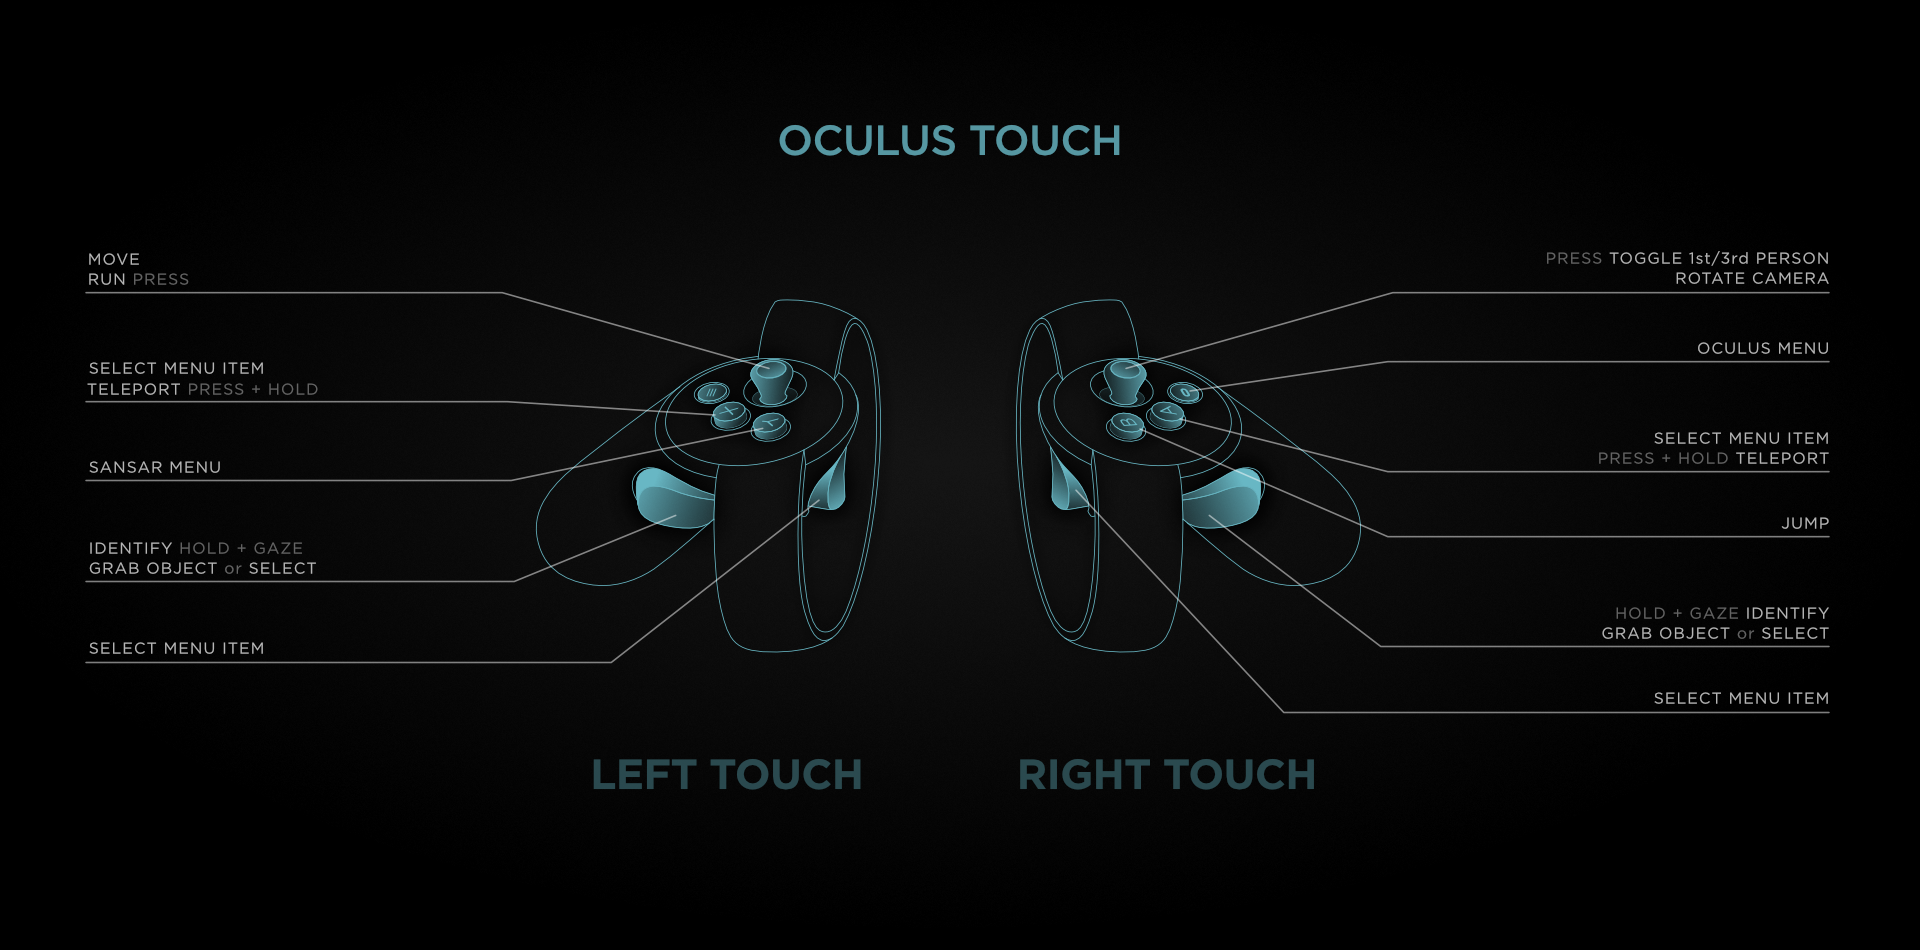 OCULUS TOUCH
MOVE
RUN PRESS
SELECT MENU ITEM
TELEPORT PRESS + HOLD
SANSAR MENU
IDENTIFY HOLD + GAZE
GRAB OBJECT or SELECT
SELECT MENU ITEM
X
Y
LEFT TOUCH
PRESS TOGGLE 1st/3rd PERSON
ROTATE CAMERA
OCULUS MENU
SELECT MENU ITEM
PRESS + HOLD TELEPORT
JUMP
HOLD + GAZE IDENTIFY
GRAB OBJECT or SELECT
SELECT MENU ITEM
A
B
RIGHT TOUCH